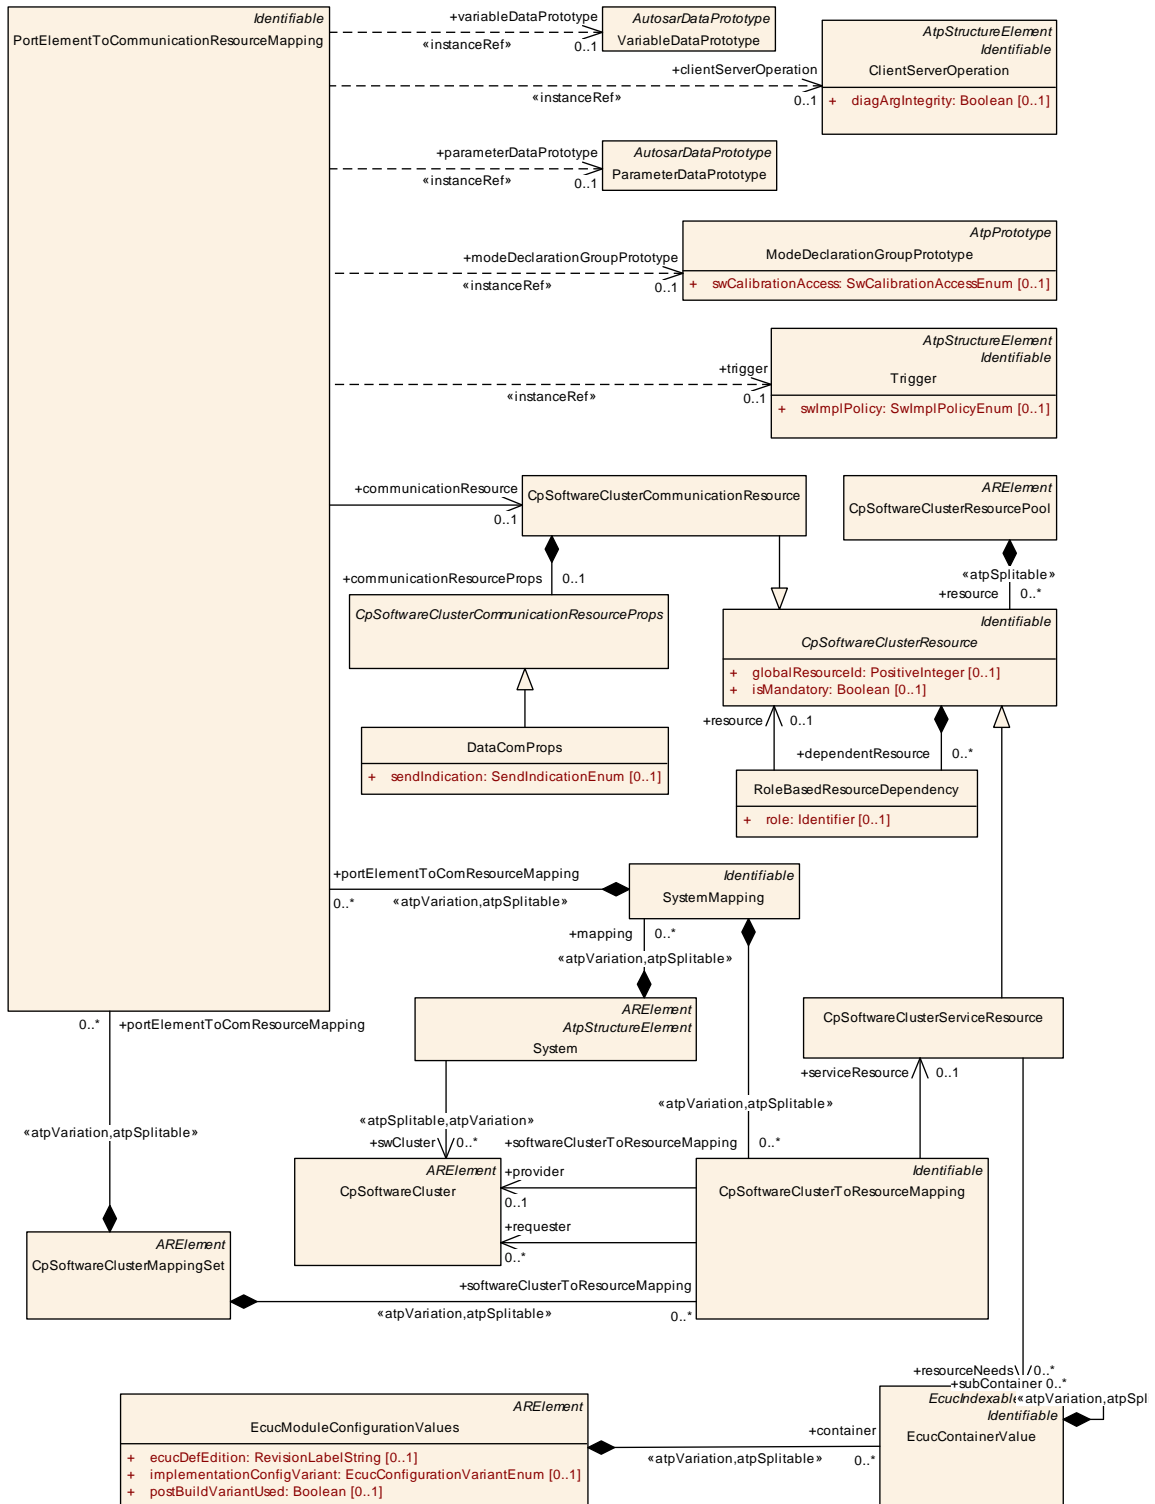 Identifiable
PortElementToCommunicationResourceMapping
+variableDataPrototype
«instanceRef»
0..1
AutosarDataPrototype
VariableDataPrototype
+clientServerOperation
«instanceRef»
0..1
AtpStructureElement
Identifiable
ClientServerOperation
+ diagArgIntegrity: Boolean [0..1]
+parameterDataPrototype
«instanceRef»
0..1
AutosarDataPrototype
ParameterDataPrototype
+modeDeclarationGroupPrototype
«instanceRef»
0..1
AtpPrototype
ModeDeclarationGroupPrototype
+ swCalibrationAccess: SwCalibrationAccessEnum [0..1]
+trigger
«instanceRef»
0..1
AtpStructureElement
Identifiable
Trigger
+ swImplPolicy: SwImplPolicyEnum [0..1]
+communicationResource
0..1
CpSoftwareClusterCommunicationResource
ARElement
CpSoftwareClusterResourcePool
«atpSplitable»
+resource 0..*
+communicationResourceProps 0..1
CpSoftwareClusterCommunicationResourceProps
Identifiable
CpSoftwareClusterResource
+ globalResourceId: PositiveInteger [0..1]
+ isMandatory: Boolean [0..1]
+resource 0..1
+dependentResource 0..*
DataComProps
+ sendIndication: SendIndicationEnum [0..1]
RoleBasedResourceDependency
+ role: Identifier [0..1]
+portElementToComResourceMapping
0..*
«atpVariation,atpSplitable»
Identifiable
SystemMapping
+mapping 0..*
«atpVariation,atpSplitable»
ARElement
AtpStructureElement
System
CpSoftwareClusterServiceResource
0..* +portElementToComResourceMapping
+serviceResource 0..1
«atpVariation,atpSplitable»
«atpSplitable,atpVariation»
«atpVariation,atpSplitable»
+swCluster 0..*
+softwareClusterToResourceMapping 0..*
ARElement
CpSoftwareCluster
+provider
0..1
+requester
0..*
Identifiable
CpSoftwareClusterToResourceMapping
ARElement
CpSoftwareClusterMappingSet
+softwareClusterToResourceMapping
«atpVariation,atpSplitable»
0..*
+resourceNeeds 0..*
+subContainer 0..*
«atpVariation,atpSpl
Identifiable
EcucContainerValue
ARElement
EcucModuleConfigurationValues
+ ecucDefEdition: RevisionLabelString [0..1]
+ implementationConfigVariant: EcucConfigurationVariantEnum [0..1]
+ postBuildVariantUsed: Boolean [0..1]
+container
«atpVariation,atpSplitable»
0..*